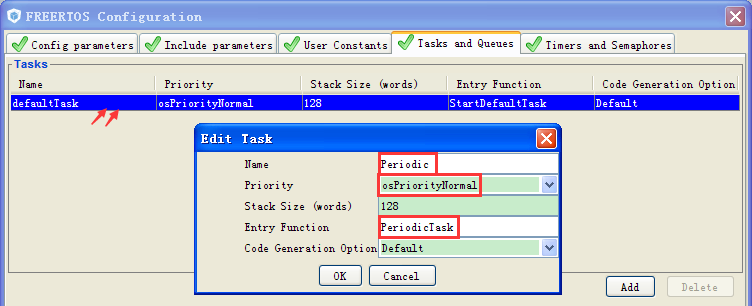 FREERTOS Configuration
Config parameters Include parameters User Constants Tasks and Queues Timers and Semaphores
Tasks
Name Priority Stack Size (words) Entry Function Code Generation Option
defaultTask osPriorityNormal 128 StartDefaultTask Default
Edit Task
Name Periodic
Priority osPriorityNormal
Stack Size (words) 128
Entry Function PeriodicTask
Code Generation Option Default
OK Cancel
Add Delete